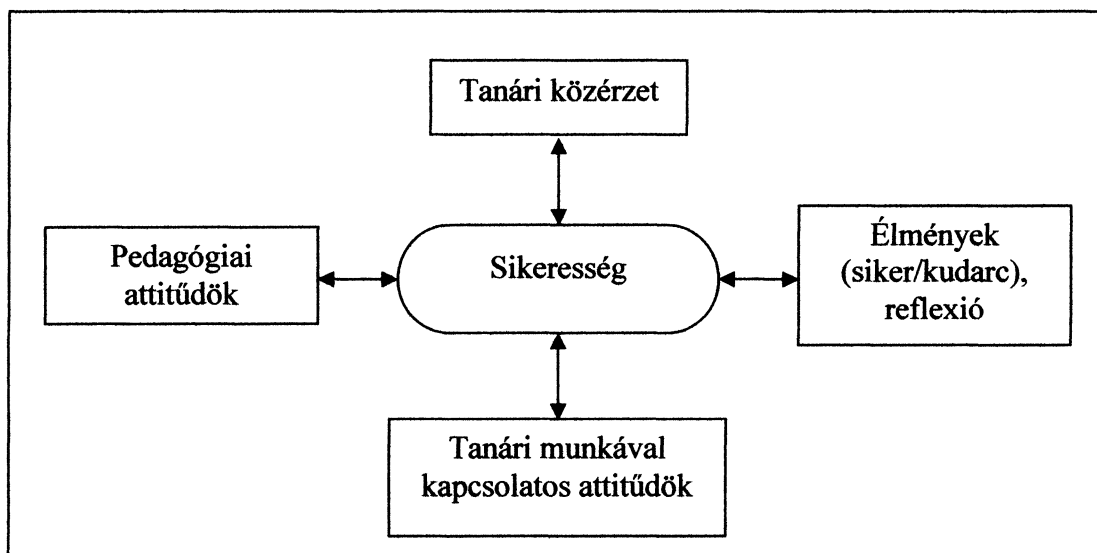 Tanári közérzet
Pedagógiai
attitűdök
Sikeresség
Élmények
(siker/kudarc),
reflexió
Tanári munkával
kapcsolatos attitűdök